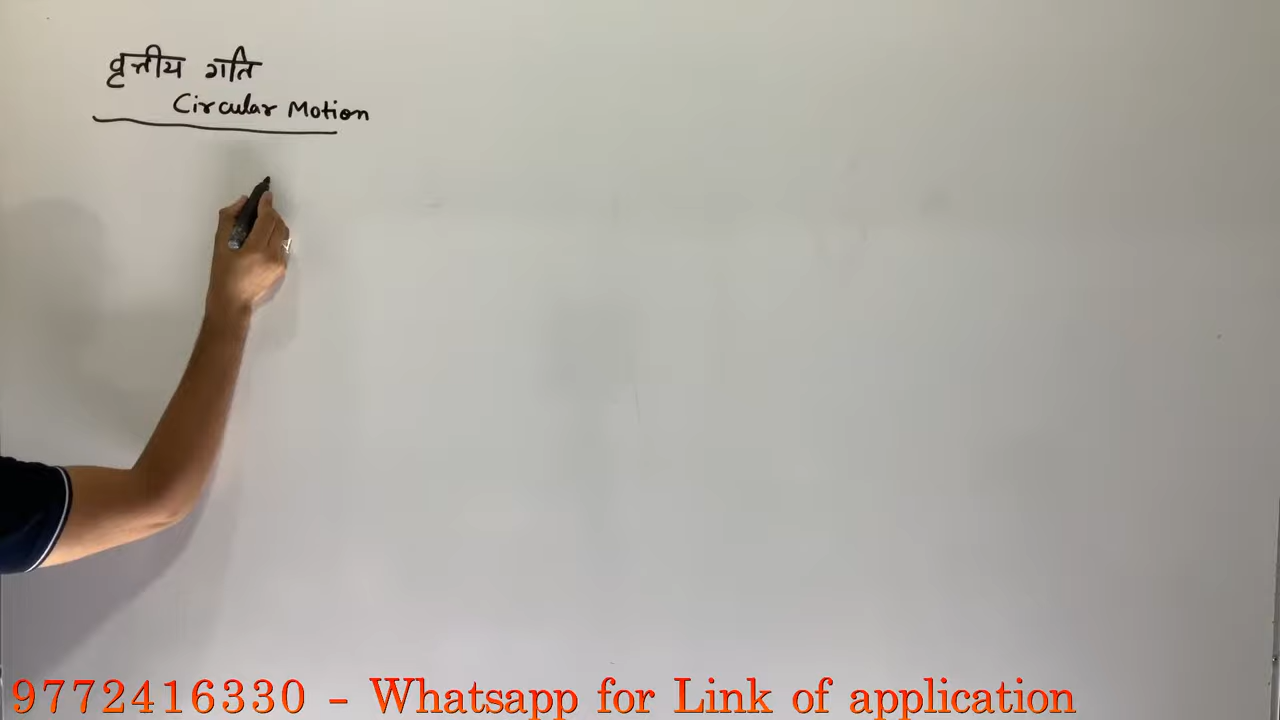 वृत्तीय गति
Circular Motion
9772416330 - Whatsapp for Link of application